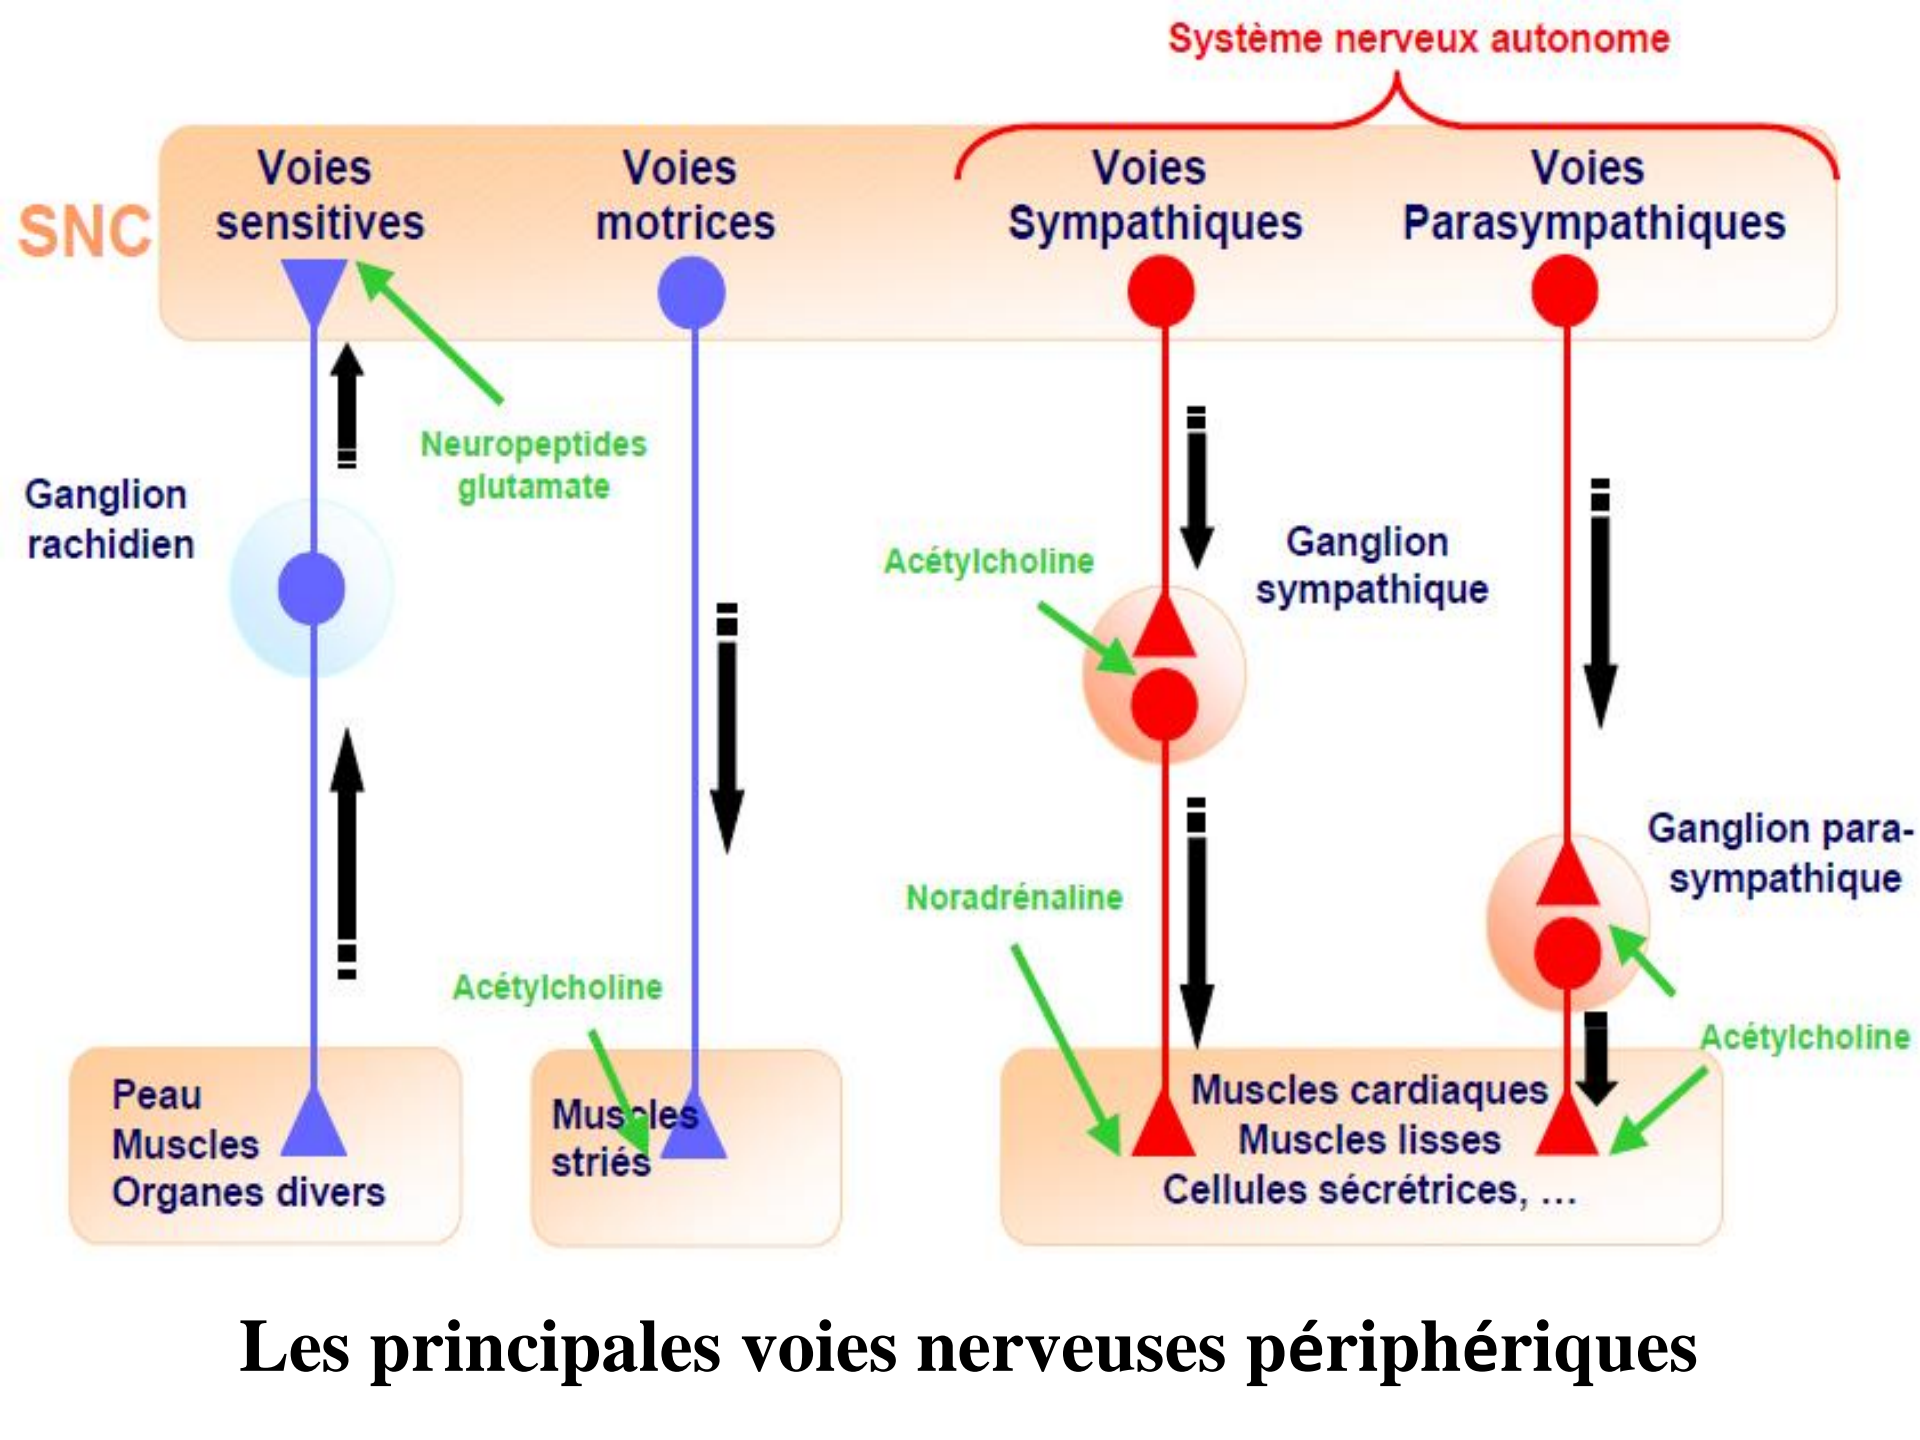 Système nerveux autonome
SNC
Voies
sensitives
Voies
motrices
Voies
Sympathiques
Voies
Parasympathiques
Neuropeptides
glutamate
Ganglion
rachidien
Acétylcholine
Ganglion
sympathique
Ganglion para-
sympathique
Noradrénaline
Acétylcholine
Acétylcholine
Peau
Muscles
Organes divers
Muscles
striés
Muscles cardiaques
Muscles lisses
Cellules sécrétrices, ...
Les principales voies nerveuses périphériques